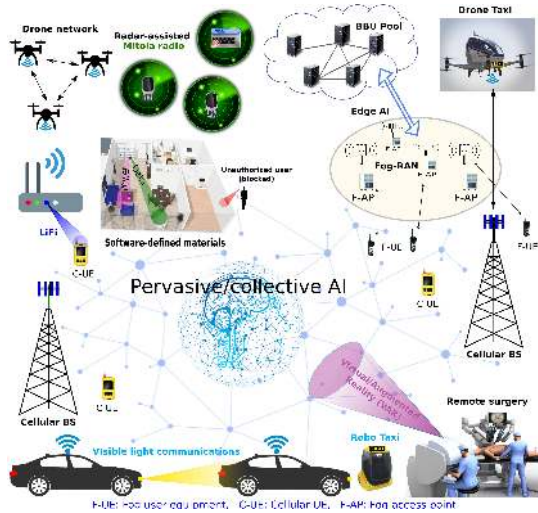 Drone network
Radar-assisted
Mitola radio
BBU Pool
Drone Taxi
Edge AI
F-UE
F-AP
Fog-RAN
F-AP
F-AP
F-AP
Unauthorized user
(blocked)
LiFi
C-UE
Software-defined materials
F-UE
F-UE
C-UE
Pervasive/collective AI
Cellular BS
Virtual/Augmented
Reality (VAR)
C-UE
Cellular BS
Remote surgery
Visible light communications
Robo Taxi
F-UE: Fog user equipment, C-UE: Cellular UE, F-AP: Fog access point